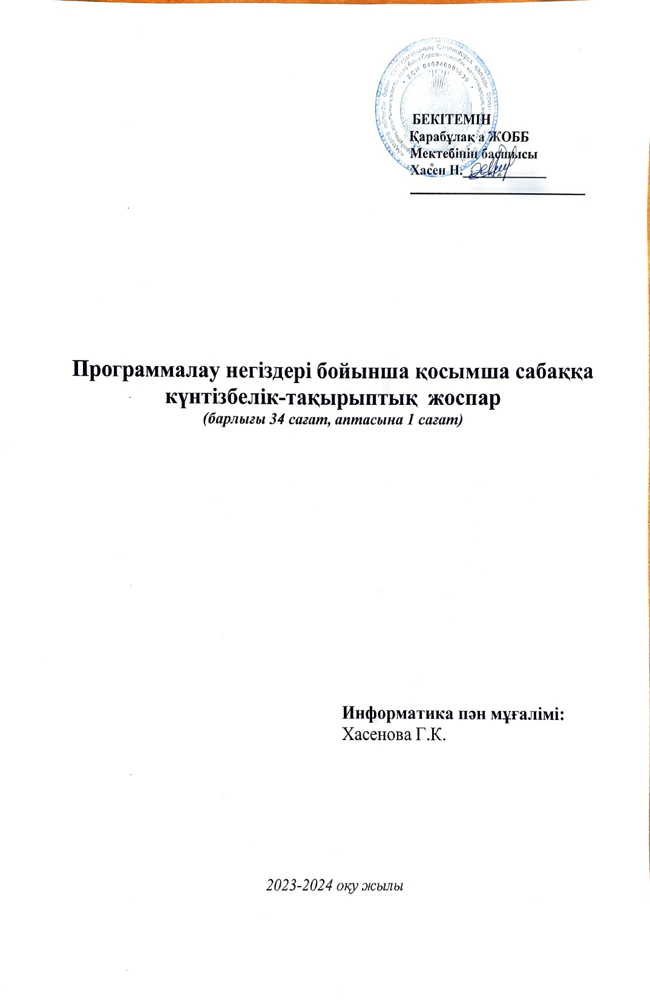 БЕКІТЕМІН
Қарабұлақ а ЖОББ
Мектебінің басшысы
Хасен Н.
Программалау негіздері бойынша қосымша сабаққа
күнтізбелік-тақырыптық жоспар
(барлығы 34 сағат, аптасына 1 сағат)
Информатика пән мұғалімі:
Хасенова Г.К.
2023-2024 оқу жылы